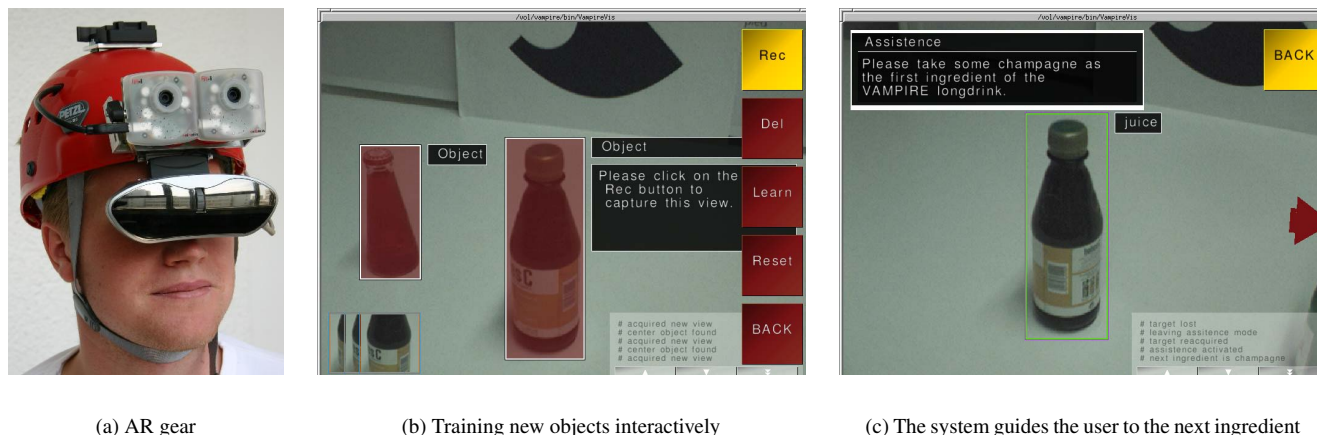 PETZL
/vol/vampire/bin/VampireVis
Rec
Del
Learn
Reset
BACK
Object
Object
Please click on the
Rec button to
capture this view.
# acquired new view
# center object found
# acquired new view
# center object found
# acquired new view
/vol/vampire/bin/VampireVis
Assistence
Please take some champagne as
the first ingredient of the
VAMPIRE longdrink.
BACK
juice
# target lost
# leaving assitence mode
# target reacquired
# assistence activated
# next ingredient is champagne
(a) AR gear
(b) Training new objects interactively
(c) The system guides the user to the next ingredient